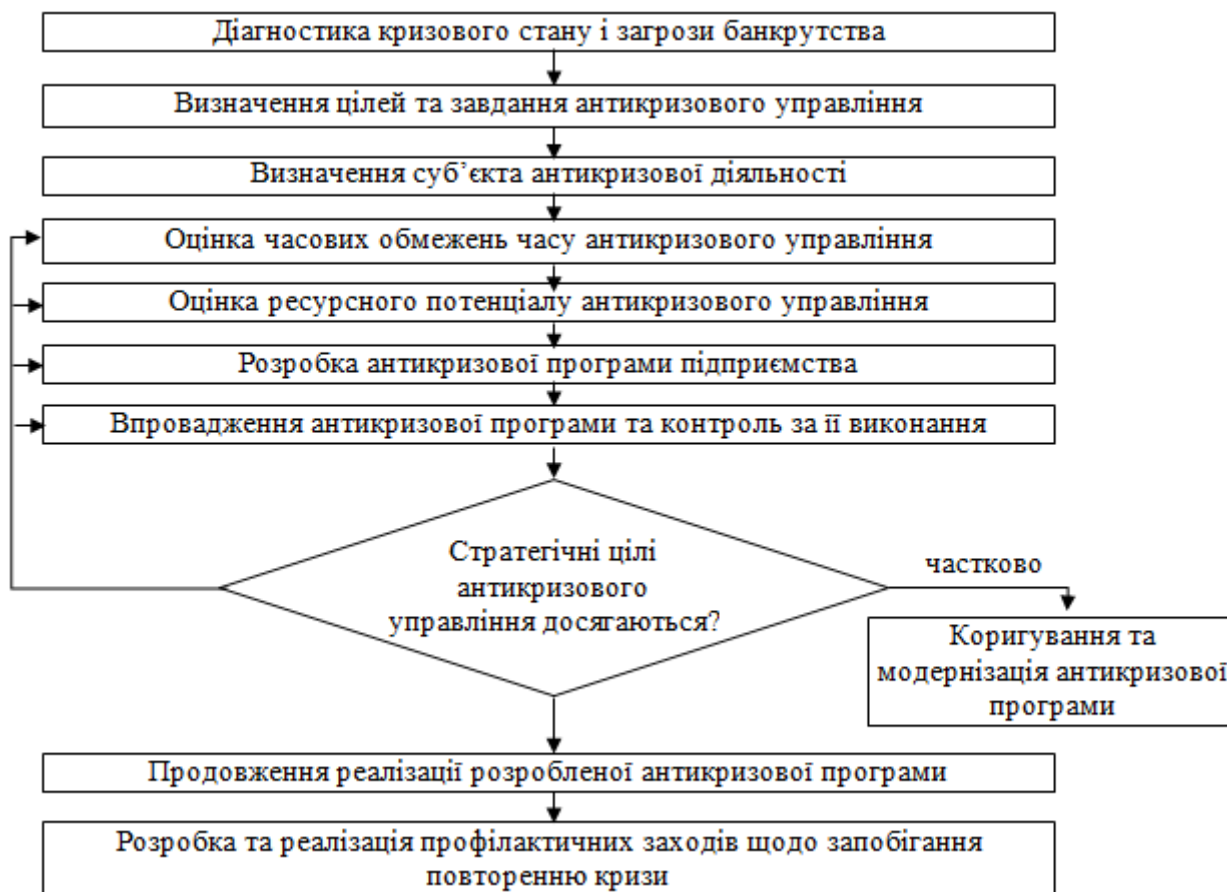 Діагностика кризового стану і загрози банкрутства
Визначення цілей та завдання антикризового управління
Визначення суб’єкта антикризової діяльності
Оцінка часових обмежень часу антикризового управління
Оцінка ресурсного потенціалу антикризового управління
Розробка антикризової програми підприємства
Впровадження антикризової програми та контроль за її виконання
Стратегічні цілі
антикризового
управління досягаються?
частково
Коригування та
модернізація антикризової
програми
Продовження реалізації розробленої антикризової програми
Розробка та реалізація профілактичних заходів щодо запобігання
повторенню кризи